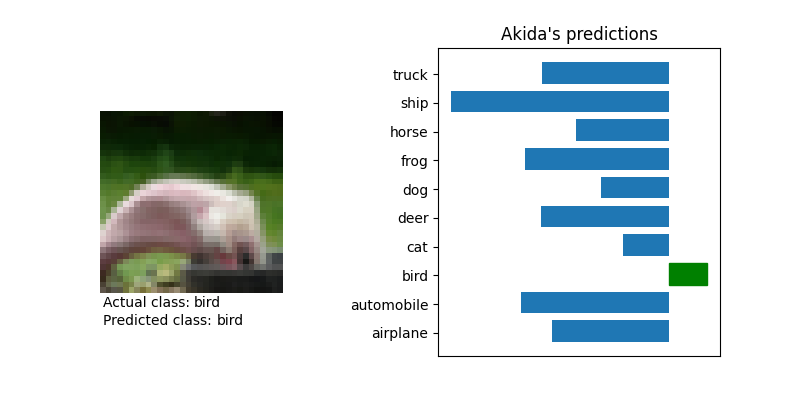 Akida's predictions
truck
ship
horse
frog
dog
deer
cat
bird
automobile
airplane
Actual class: bird
Predicted class: bird